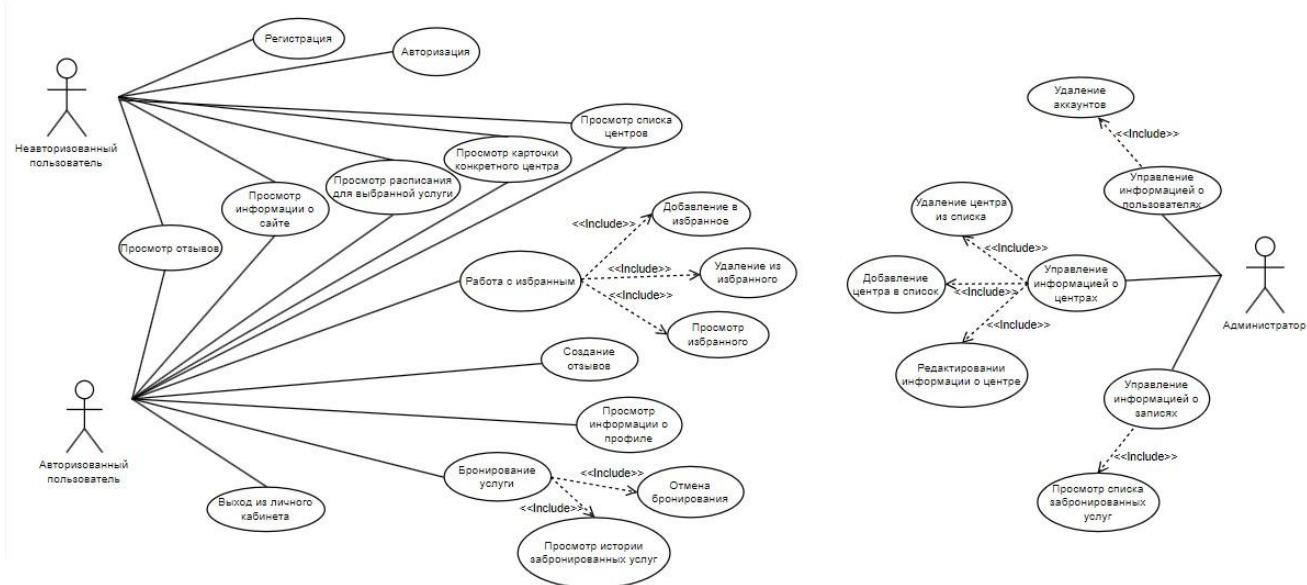 Регистрация
Авторизация
Неавторизованный
пользователь
Просмотр списка
центров
Просмотр карточки
конкретного центра
Просмотр расписания
для выбранной услуги
Просмотр
информации о
сайте
Просмотр отзывов
Работа с избранным
<<Include>>
Добавление в
избранное
<<Include>>
Удаление из
избранного
<<Include>>
Просмотр
избранного
Создание
отзывов
Просмотр
информации о
профиле
Авторизованный
пользователь
Бронирование
услуги
<<Include>>
Отмена
бронирования
<<Include>>
Просмотр истории
забронированных услуг
Выход из личного
кабинета
Удаление
аккаунтов
<<Include>>
Управление
информацией о
пользователях
Удаление центра
из списка
<<Include>>
Добавление
центра в список
<<Include>>
Управление
информацией о
центрах
<<Include>>
Редактировании
информации о центре
Администратор
Управление
информацией о
записях
<<Include>>
Просмотр списка
забронированных
услуг